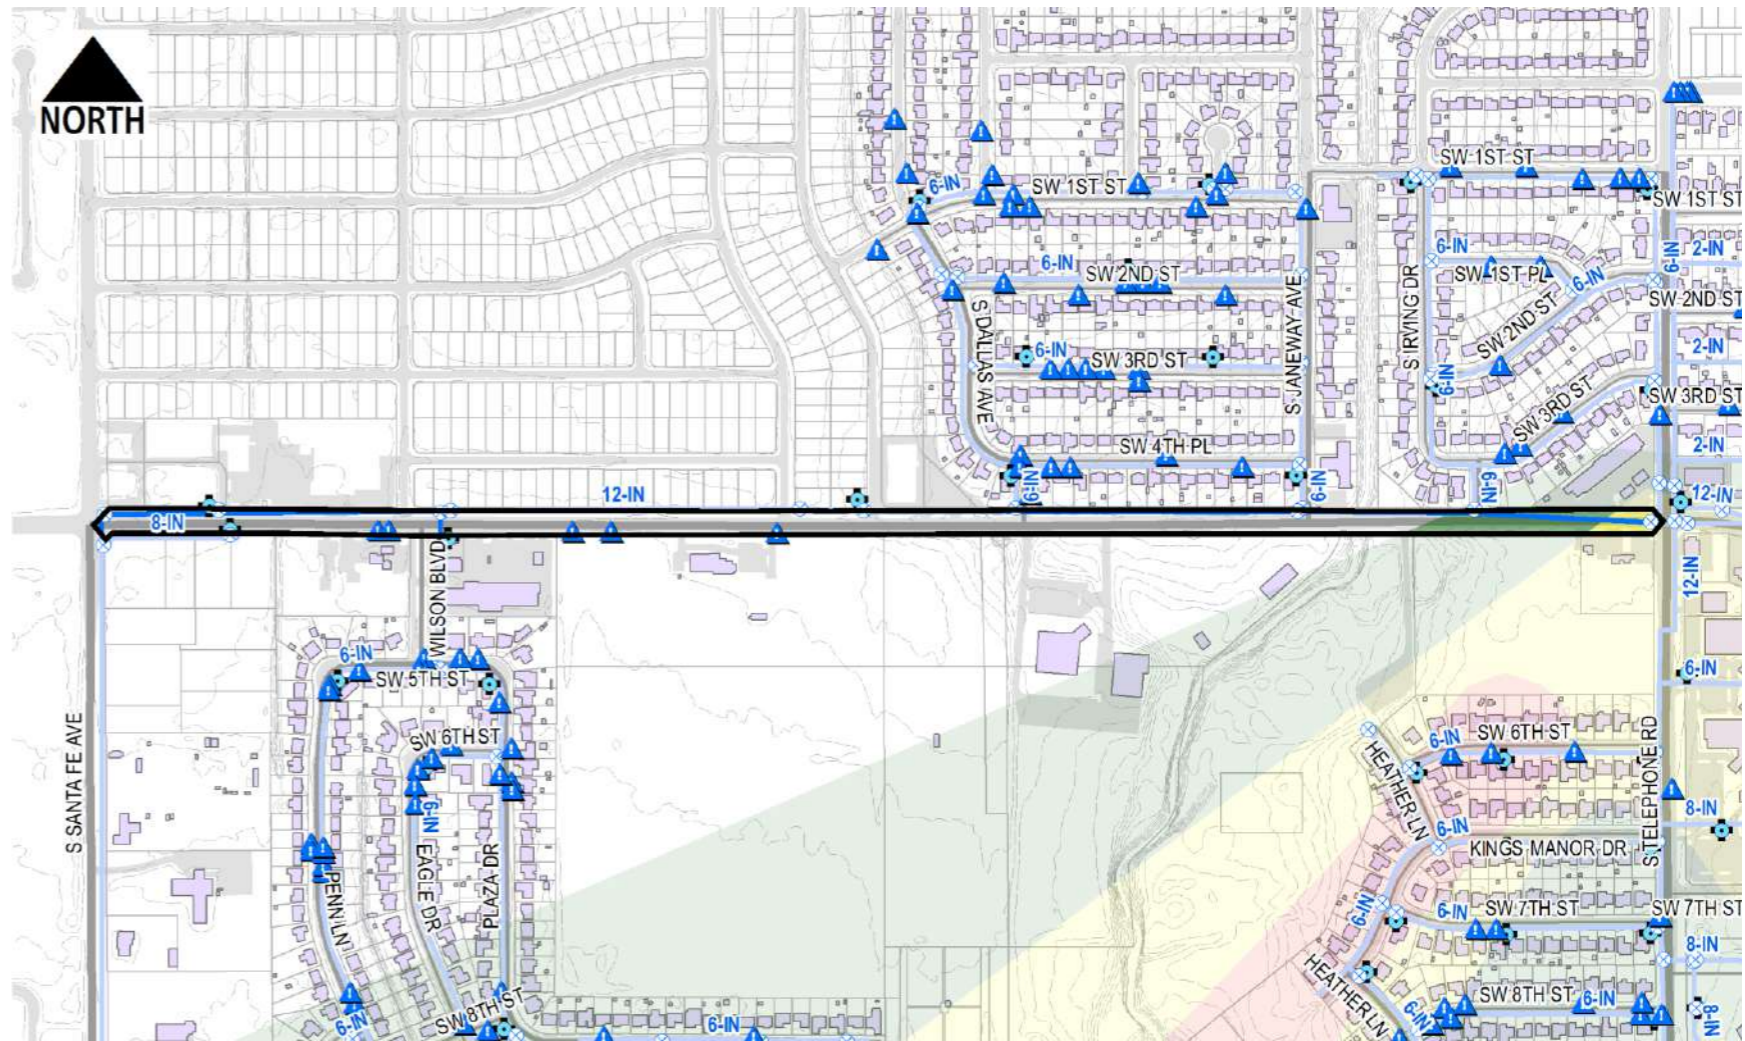 NORTH
SW 1ST ST
6-IN
SW 1ST ST
SW 1ST ST
6-IN
6-IN
2-IN
6-IN
SW 2ND ST
SW 1ST PL
6-IN
S DALLAS AVE
S JANEWAY AVE
S IRVING DR
SW 2ND ST
SW 2ND ST
6-IN
SW 3RD ST
2-IN
6-IN
SW 3RD ST
SW 3RD ST
SW 4TH PL
2-IN
6-IN
6-IN
6-IN
12-IN
12-IN
8-IN
WILSON BLVD
12-IN
6-IN
SW 5TH ST
6-IN
S SANTA FE AVE
SW 6TH ST
HEATHER LN
6-IN
SW 6TH ST
S TELEPHONE RD
6-IN
8-IN
6-IN
KINGS MANOR DR
PENN LN
EAGLE DR
PLAZA DR
6-IN
6-IN
SW 7TH ST
SW 7TH ST
8-IN
HEATHER LN
6-IN
SW 8TH ST
6-IN
6-IN
SW 8TH ST
6-IN
8-IN